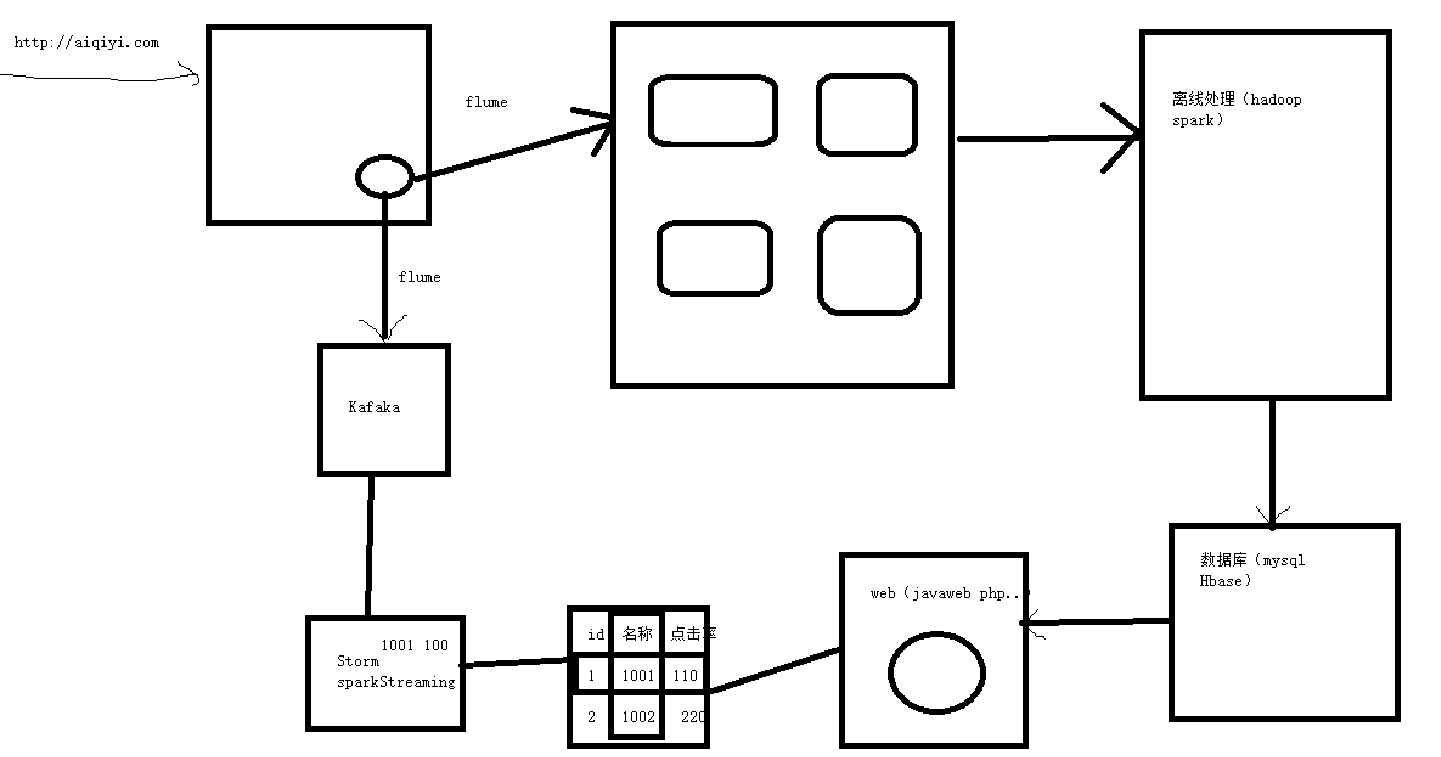 http://aiqiyi.com
flume
离线处理（hadoop
spark）
flume
Kafaka
数据库（mysql
Hbase）
web（javaweb php..）
1001 100
Storm
sparkStreaming
id 名称 点击率
1 1001 110
2 1002 220